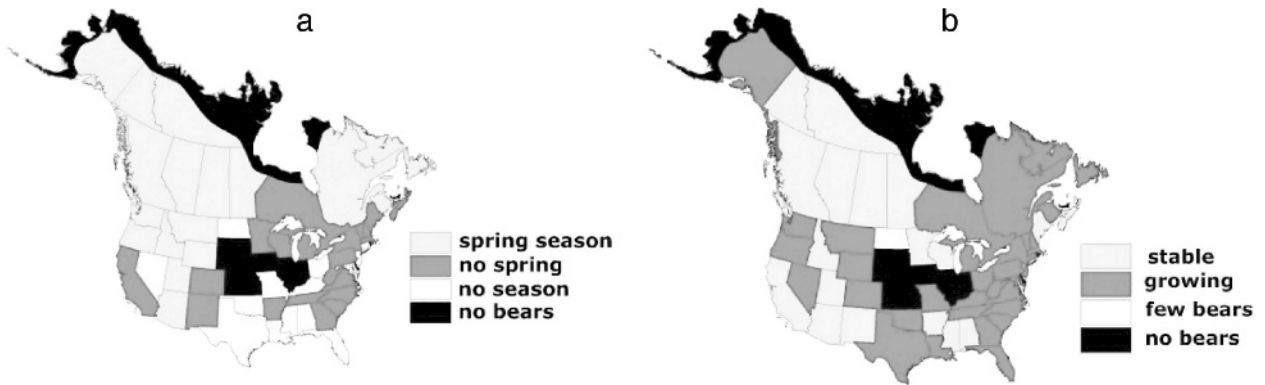 a
spring season
no spring
no season
no bears
b
stable
growing
few bears
no bears